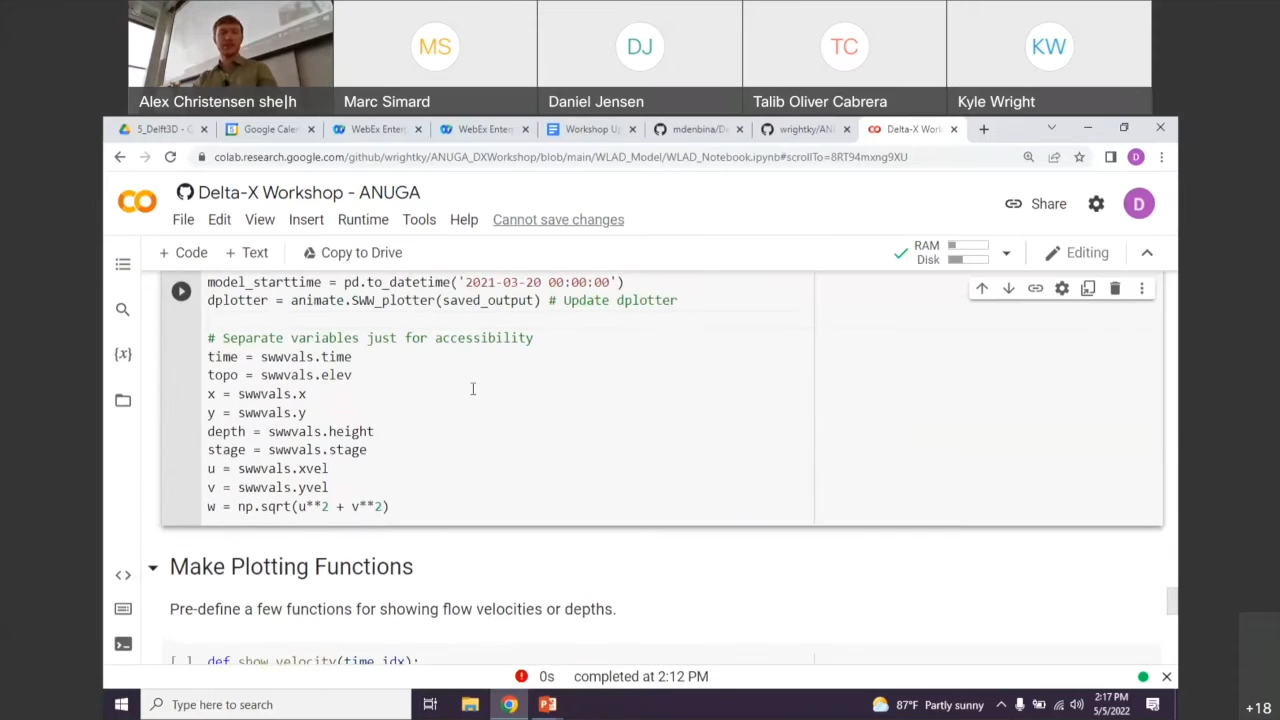 MS
DJ
TC
KW
Alex Christensen she|h
Marc Simard
Daniel Jensen
Talib Oliver Cabrera
Kyle Wright
5_Delft3D - G
Google Caler
WebEx Enter
WebEx Enter
Workshop U
mdenbina/De
wrightky/ANU
Delta-X Work
colab.research.google.com/github/wrightky/ANUGA_DXWorkshop/blob/main/WLAD_Model/WLAD_Notebook.ipynb#scrollTo=8RT94mxng9XU
D
Delta-X Workshop - ANUGA
File Edit View Insert Runtime Tools Help Cannot save changes
Share
D
+ Code + Text Copy to Drive
RAM
Disk
Editing
model_starttime = pd.to_datetime('2021-03-20 00:00:00')
dplotter = animate.SWW_plotter(saved_output) # Update dplotter
# Separate variables just for accessibility
time = swwvals.time
topo = swwvals.elev
x = swwvals.x
y = swwvals.y
depth = swwvals.height
stage = swwvals.stage
u = swwvals.xvel
v = swwvals.yvel
w = np.sqrt(u**2 + v**2)
Make Plotting Functions
Pre-define a few functions for showing flow velocities or depths.
[ ] def show_velocity(time_idx):
0s completed at 2:12 PM
Type here to search
87°F Partly sunny
2:17 PM
5/5/2022
+18